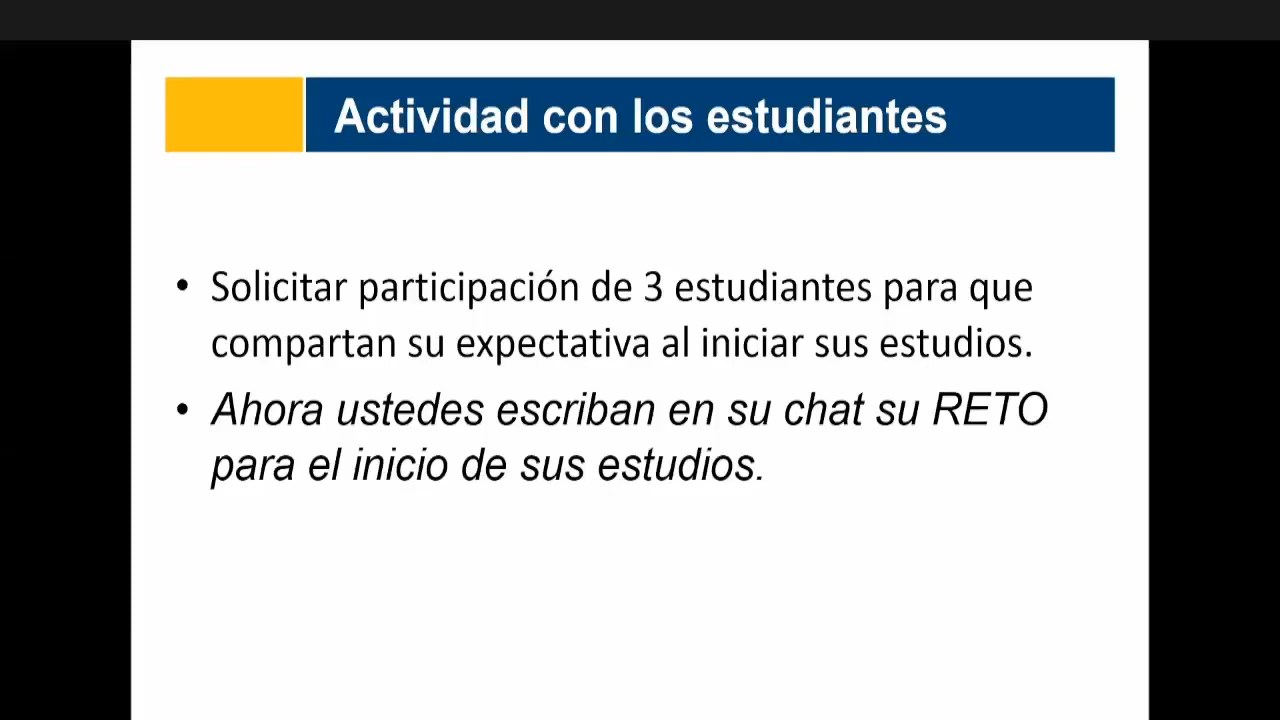 Actividad con los estudiantes
• Solicitar participación de 3 estudiantes para que
compartan su expectativa al iniciar sus estudios.
• Ahora ustedes escriban en su chat su RETO
para el inicio de sus estudios.